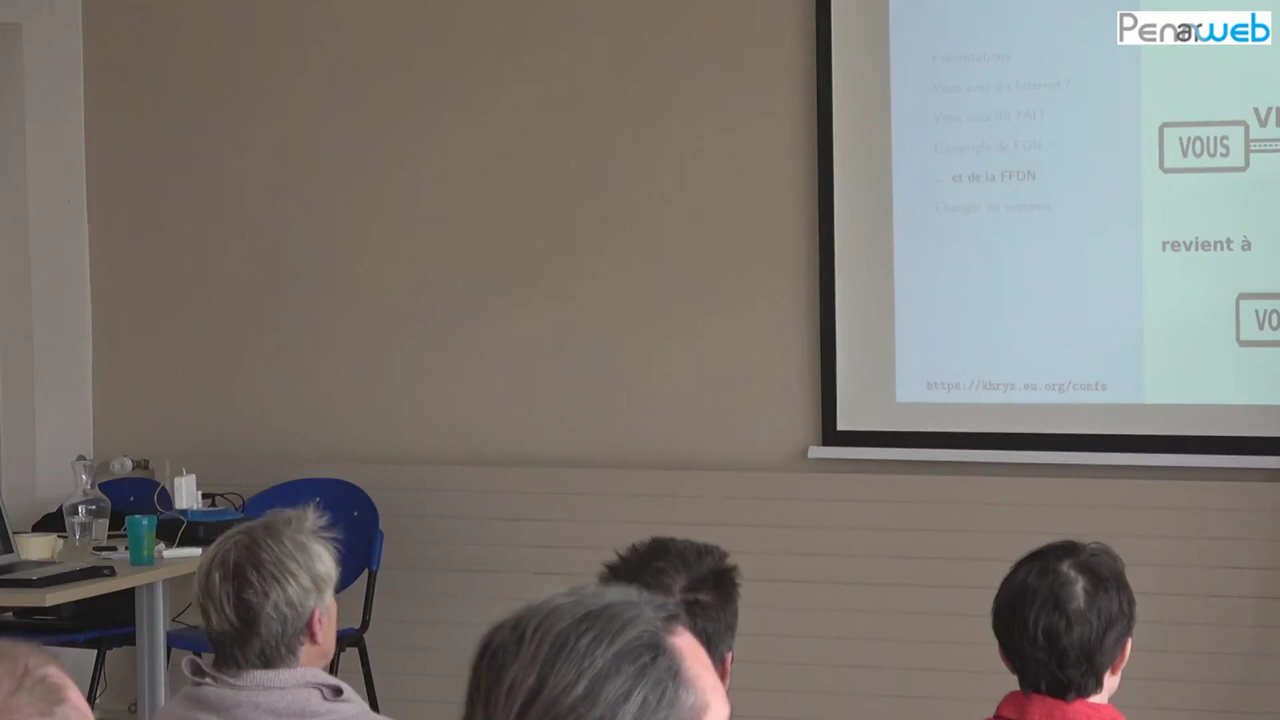 Penarweb
Présentations
Vous avez dit Internet ?
Vous avez dit FAI ?
L'exemple de FDN
... et de la FFDN
Changer de système
VOUS
revient à
VO
https://khrys.eu.org/confs